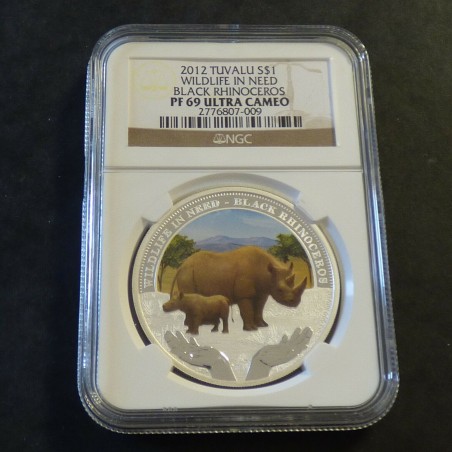 2012 TUVALU S$1
WILDLIFE IN NEED
BLACK RHINOCEROS
PF 69 ULTRA CAMEO
2776807-009
NGC
WILDLIFE IN NEED - BLACK RHINOCEROS